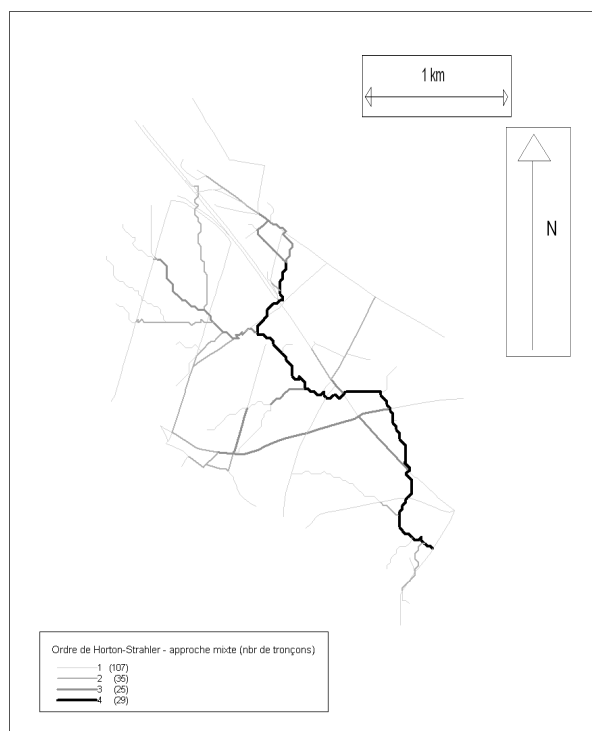 1 km
N
Ordre de Horton-Strahler - approche mixte (nbr de tronçons)
1 (107)
2 (35)
3 (25)
4 (29)